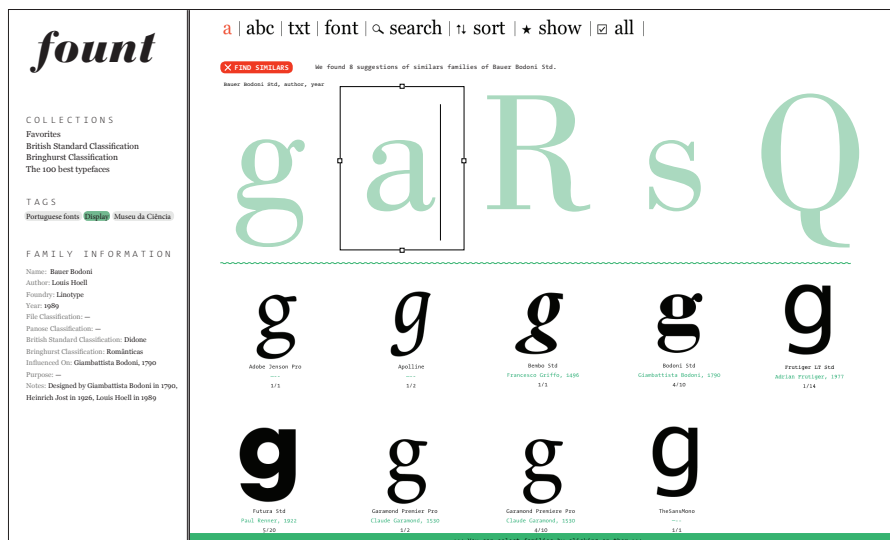 fount
COLLECTIONS
Favorites
British Standard Classification
Bringhurst Classification
The 100 best typefaces
TAGS
Portuguese fonts Display Museu da Ciência
FAMILY INFORMATION
Name: Bauer Bodoni
Author: Louis Hoell
Foundry: Linotype
Year: 1989
File Classification: —
Panose Classification: —
British Standard Classification: Didone
Bringhurst Classification: Românticas
Influenced On: Giambattista Bodoni, 1790
Purpose: —
Notes: Designed by Giambattista Bodoni in 1790,
Heinrich Jost in 1926, Louis Hoell in 1989
a | abc | txt | font | search | ↑↓ sort | ★ show | ☑ all |
FIND SIMILARS We found 8 suggestions of similars families of Bauer Bodoni Std.
Bauer Bodoni Std, author, year
g a R s Q
g g g g g
Adobe Jenson Pro Apolline Bembo Std Bodoni Std Frutiger LT Std
—-— —-— Francesco Griffo, 1496 Giambattista Bodoni, 1790 Adrian Frutiger, 1977
1/1 1/2 1/1 4/10 1/14
g g g g
Futura Std Garamond Premier Pro Garamond Premiere Pro TheSansMono
Paul Renner, 1922 Claude Garamond, 1530 Claude Garamond, 1530 —-—
5/20 1/2 4/10 1/1